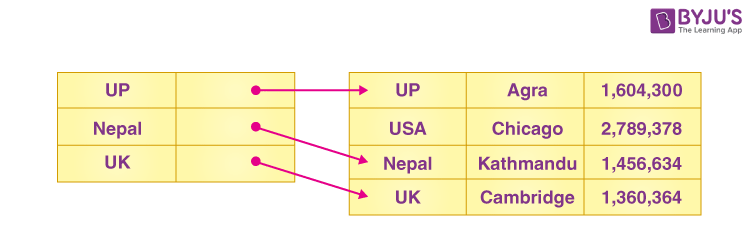 BYJU'S
The Learning App
UP UP Agra 1,604,300
Nepal USA Chicago 2,789,378
UK Nepal Kathmandu 1,456,634
UK Cambridge 1,360,364